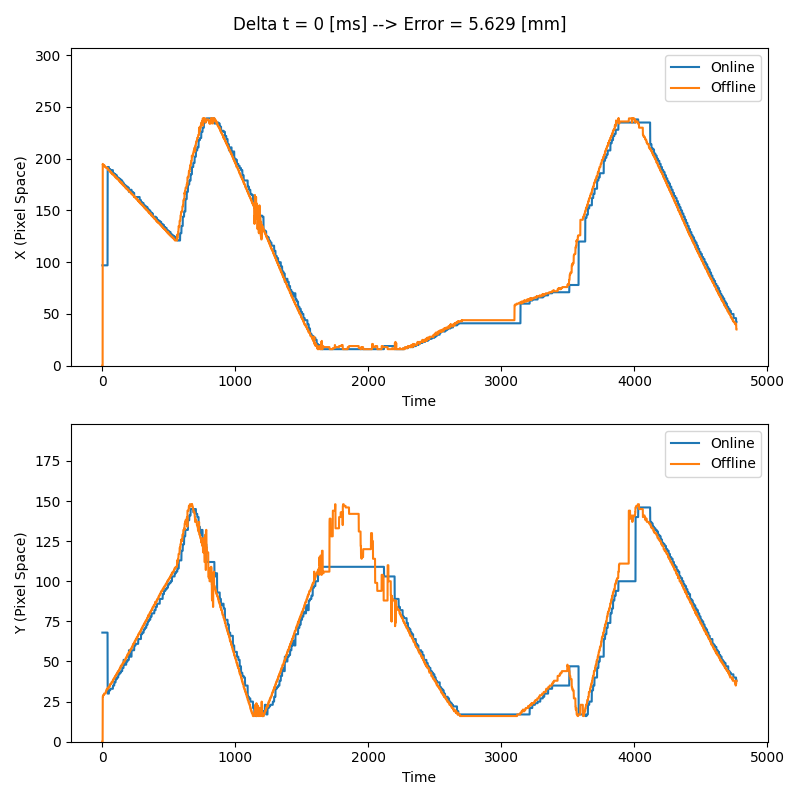 Delta t = 0 [ms] --> Error = 5.629 [mm]
300
250
200
150
100
50
0
X (Pixel Space)
Online
Offline
0 1000 2000 3000 4000 5000
Time
175
150
125
100
75
50
25
0
Y (Pixel Space)
Online
Offline
0 1000 2000 3000 4000 5000
Time